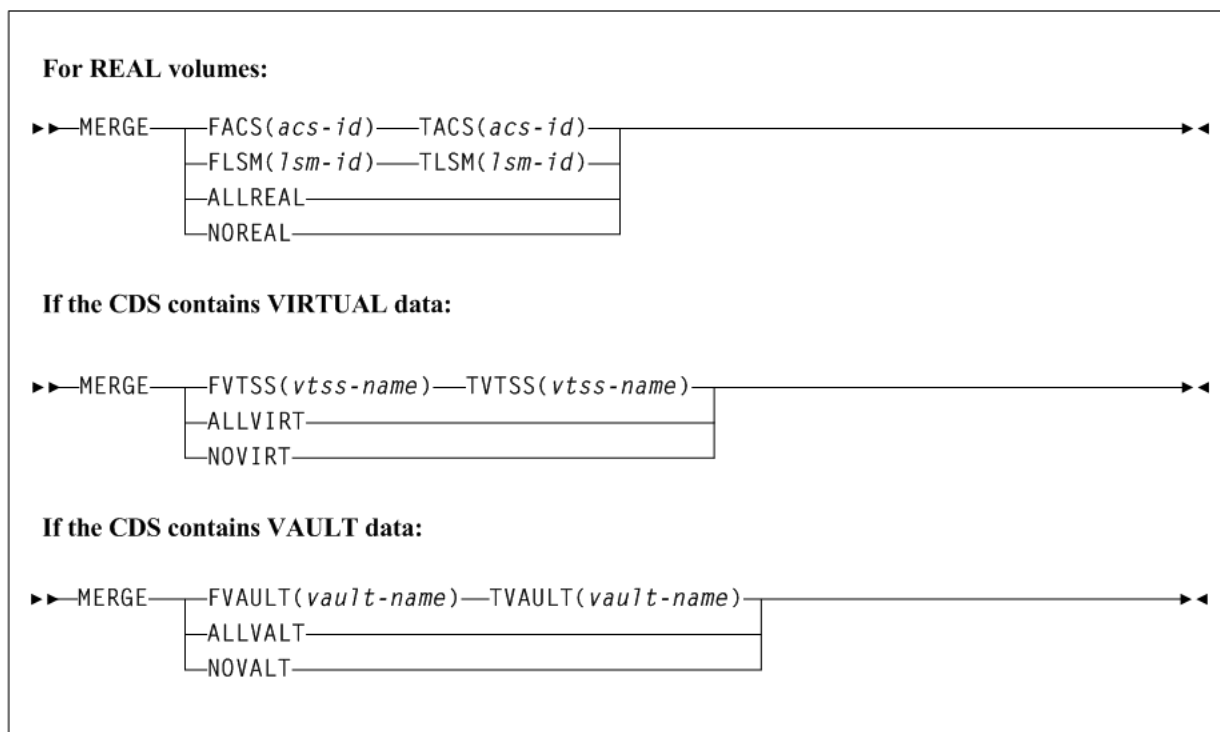 For REAL volumes:
MERGE FACS(acs-id) TACS(acs-id)
FLSM(lsm-id) TLSM(lsm-id)
ALLREAL
NOREAL
If the CDS contains VIRTUAL data:
MERGE FVTSS(vtss-name) TVTSS(vtss-name)
ALLVIRT
NOVIRT
If the CDS contains VAULT data:
MERGE FVAULT(vault-name) TVAULT(vault-name)
ALLVALT
NOVALT